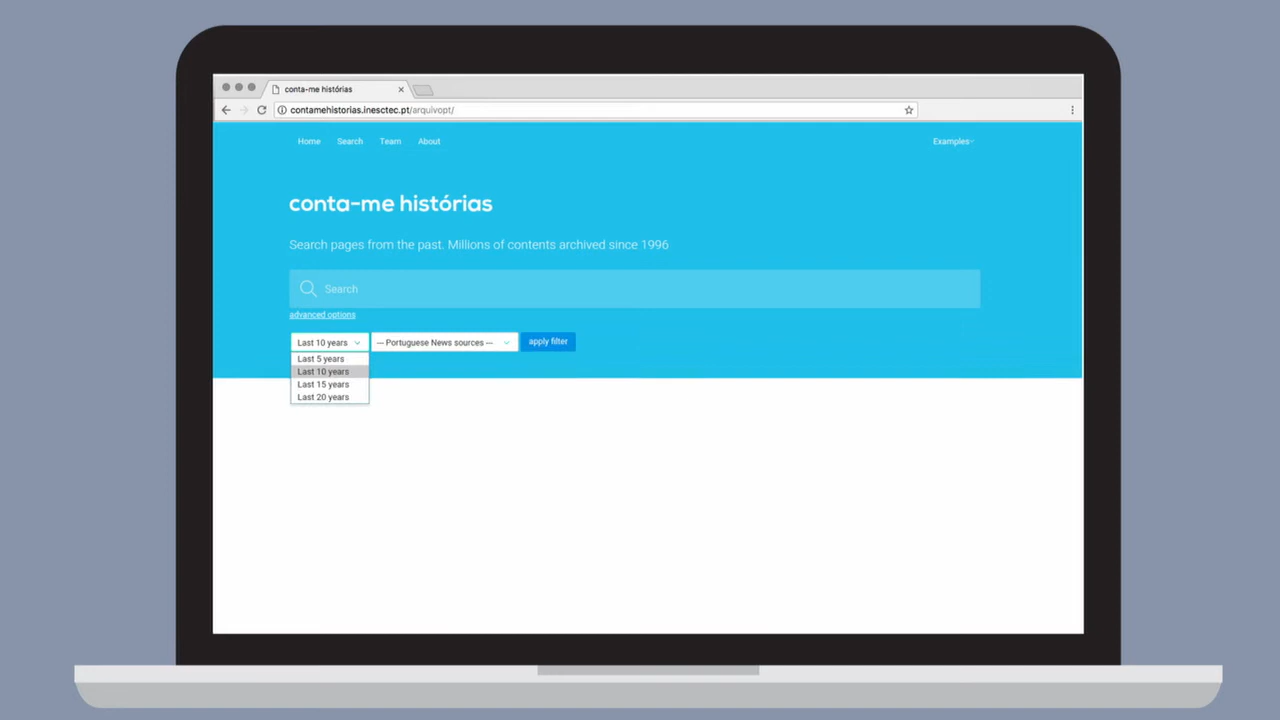 conta-me histórias
contamehistorias.inesctec.pt/arquivopt/
Home Search Team About Examples
conta-me histórias
Search pages from the past. Millions of contents archived since 1996
Search
advanced options
Last 10 years --- Portuguese News sources --- apply filter
Last 5 years
Last 10 years
Last 15 years
Last 20 years